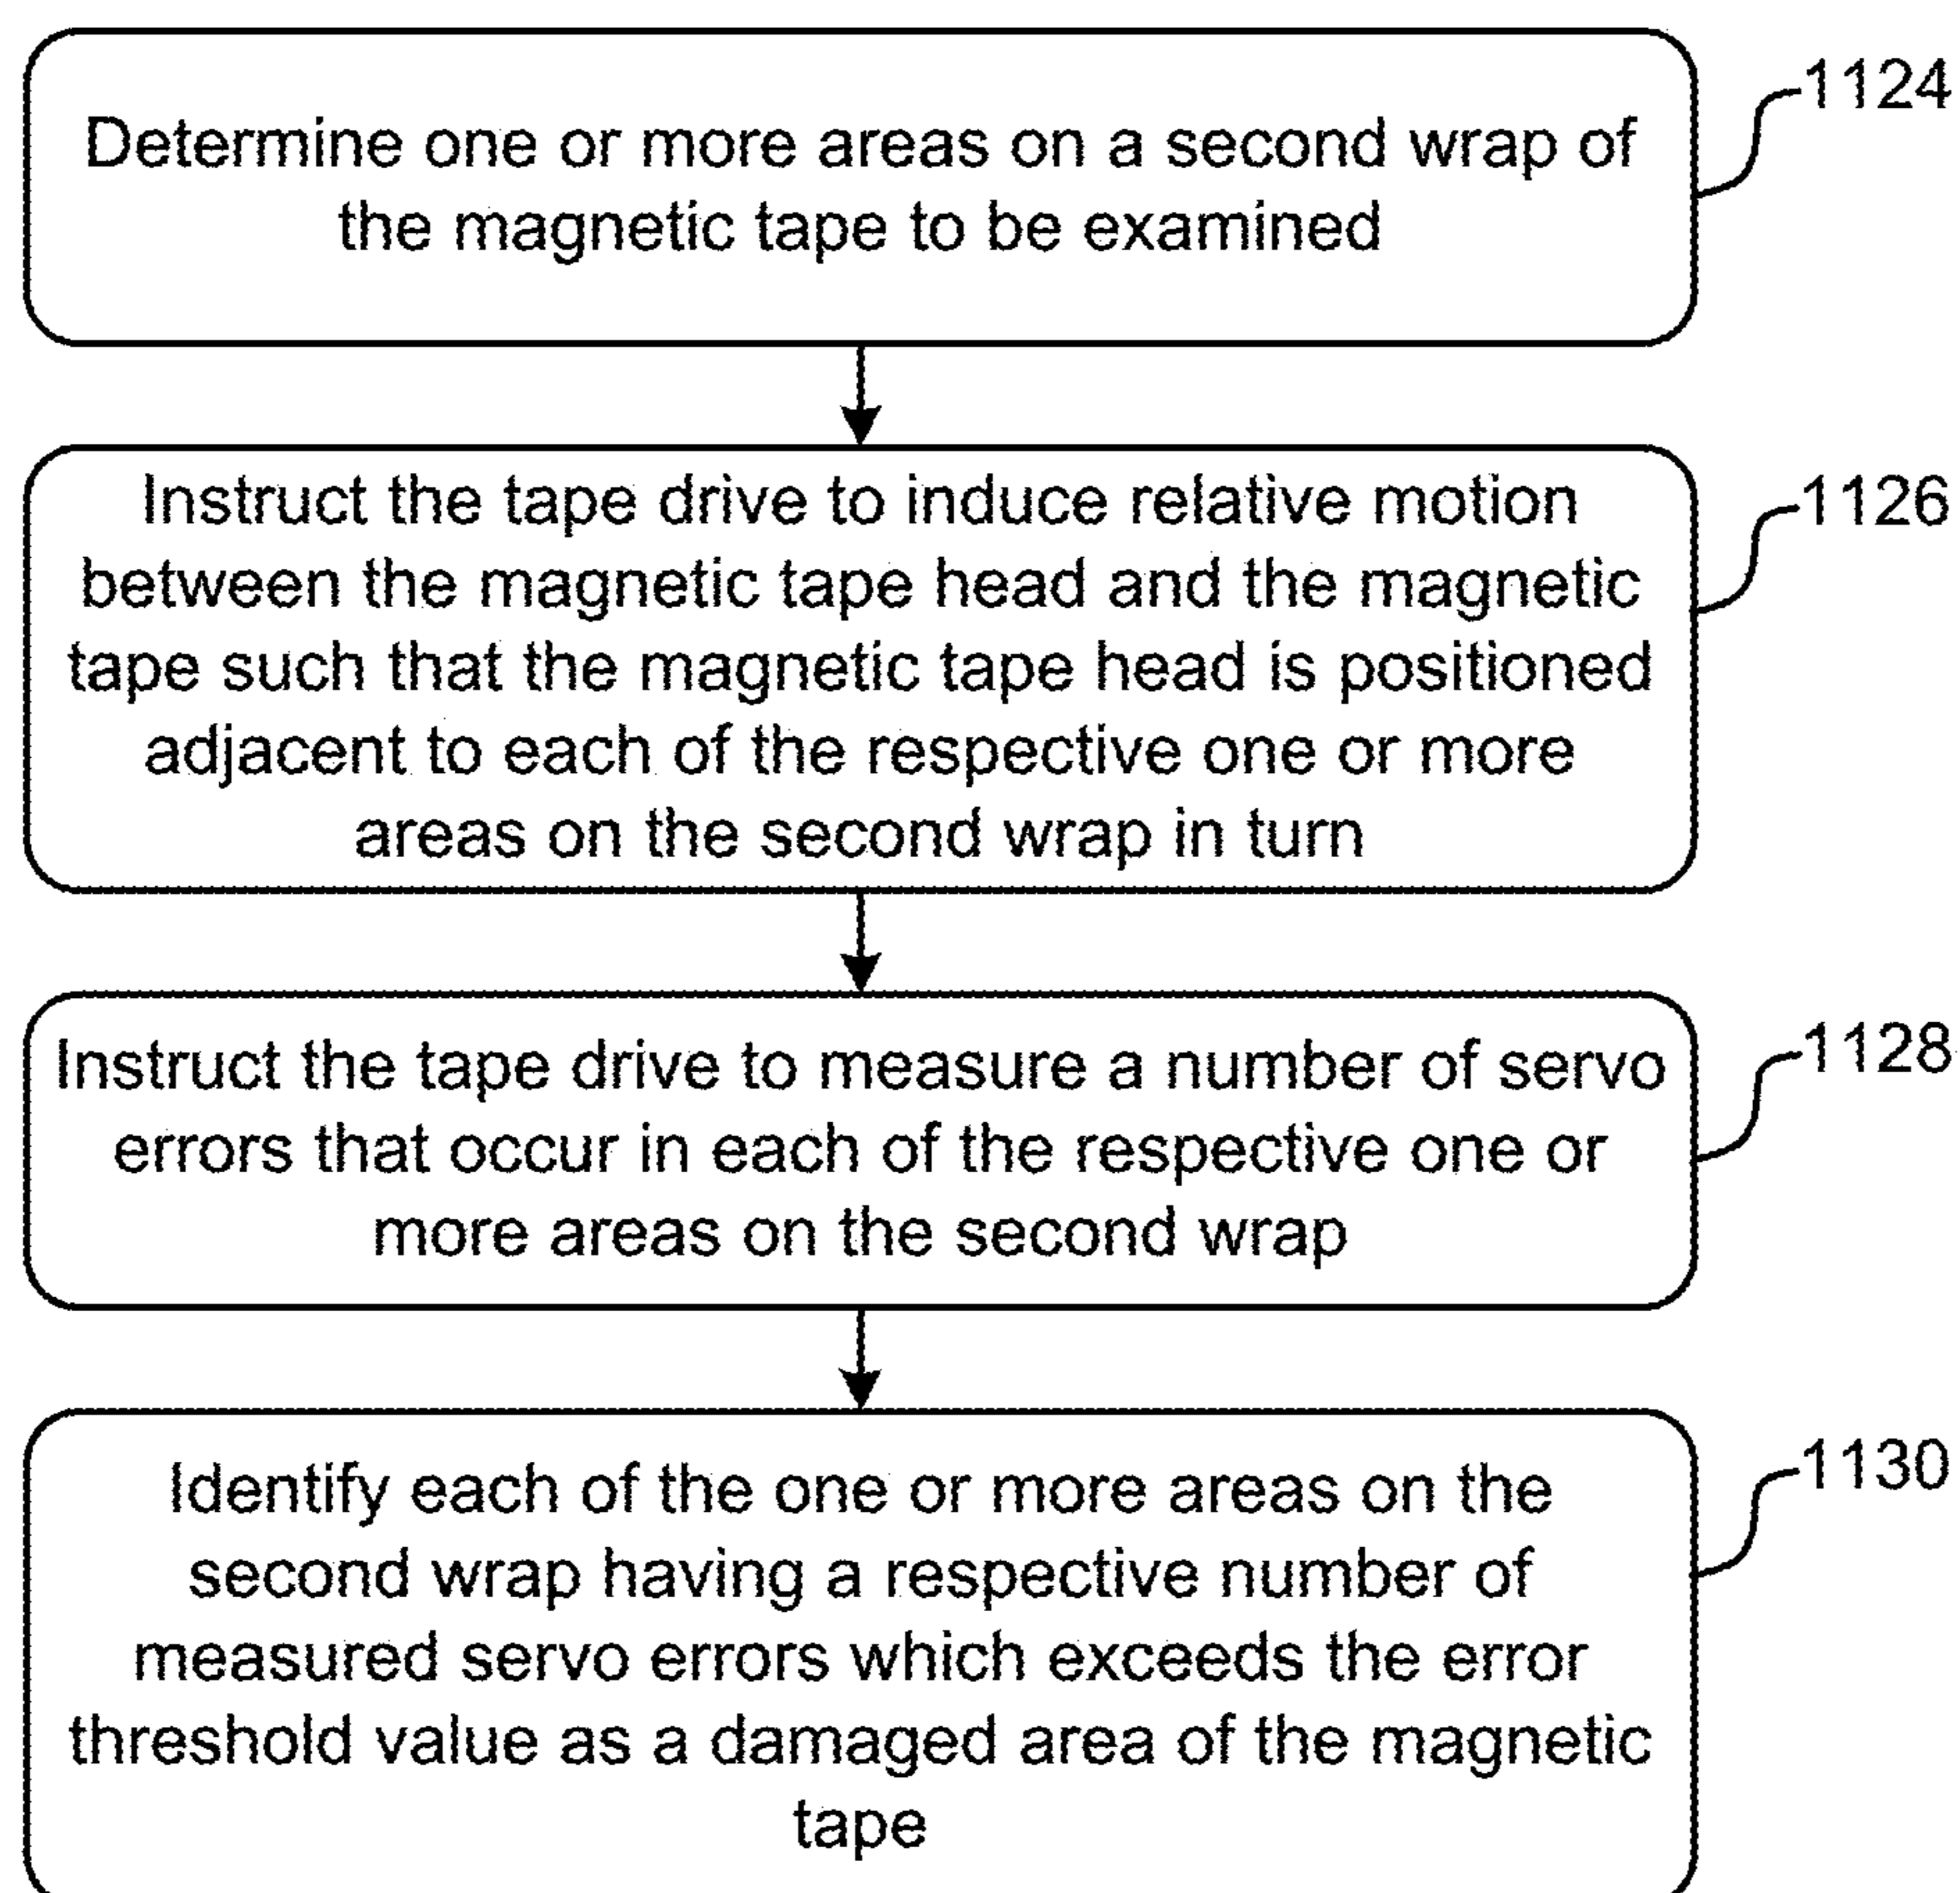 Determine one or more areas on a second wrap of
the magnetic tape to be examined
1124
Instruct the tape drive to induce relative motion
between the magnetic tape head and the magnetic
tape such that the magnetic tape head is positioned
adjacent to each of the respective one or more
areas on the second wrap in turn
1126
Instruct the tape drive to measure a number of servo
errors that occur in each of the respective one or
more areas on the second wrap
1128
Identify each of the one or more areas on the
second wrap having a respective number of
measured servo errors which exceeds the error
threshold value as a damaged area of the magnetic
tape
1130